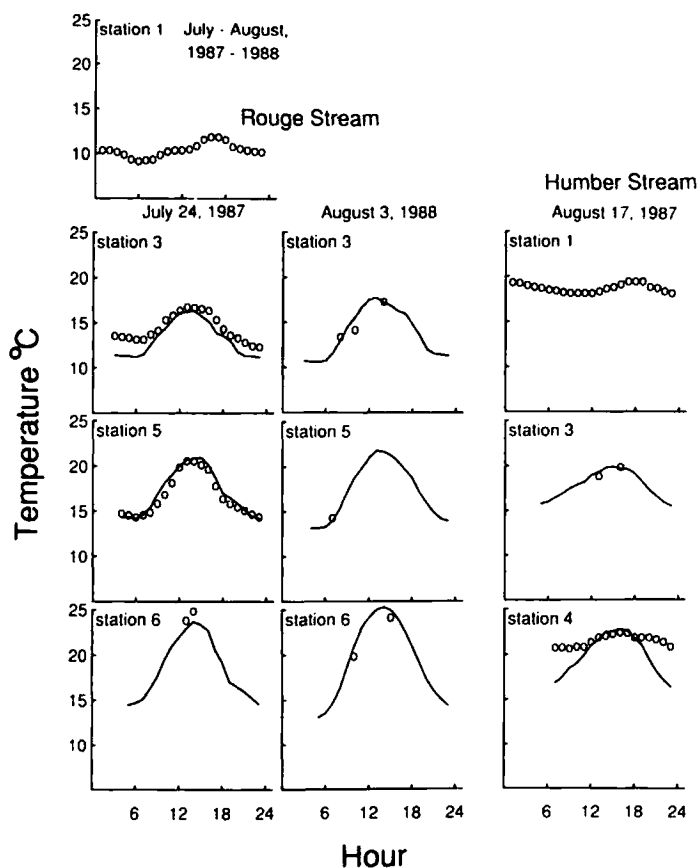 25
20
15
10
station 1 July - August,
1987 - 1988
Rouge Stream
Humber Stream
July 24, 1987
August 3, 1988
August 17, 1987
25
20
15
10
station 3
station 3
station 1
25
20
15
10
station 5
station 5
station 3
25
20
15
10
station 6
station 6
station 4
Temperature °C
6 12 18 24
6 12 18 24
6 12 18 24
Hour